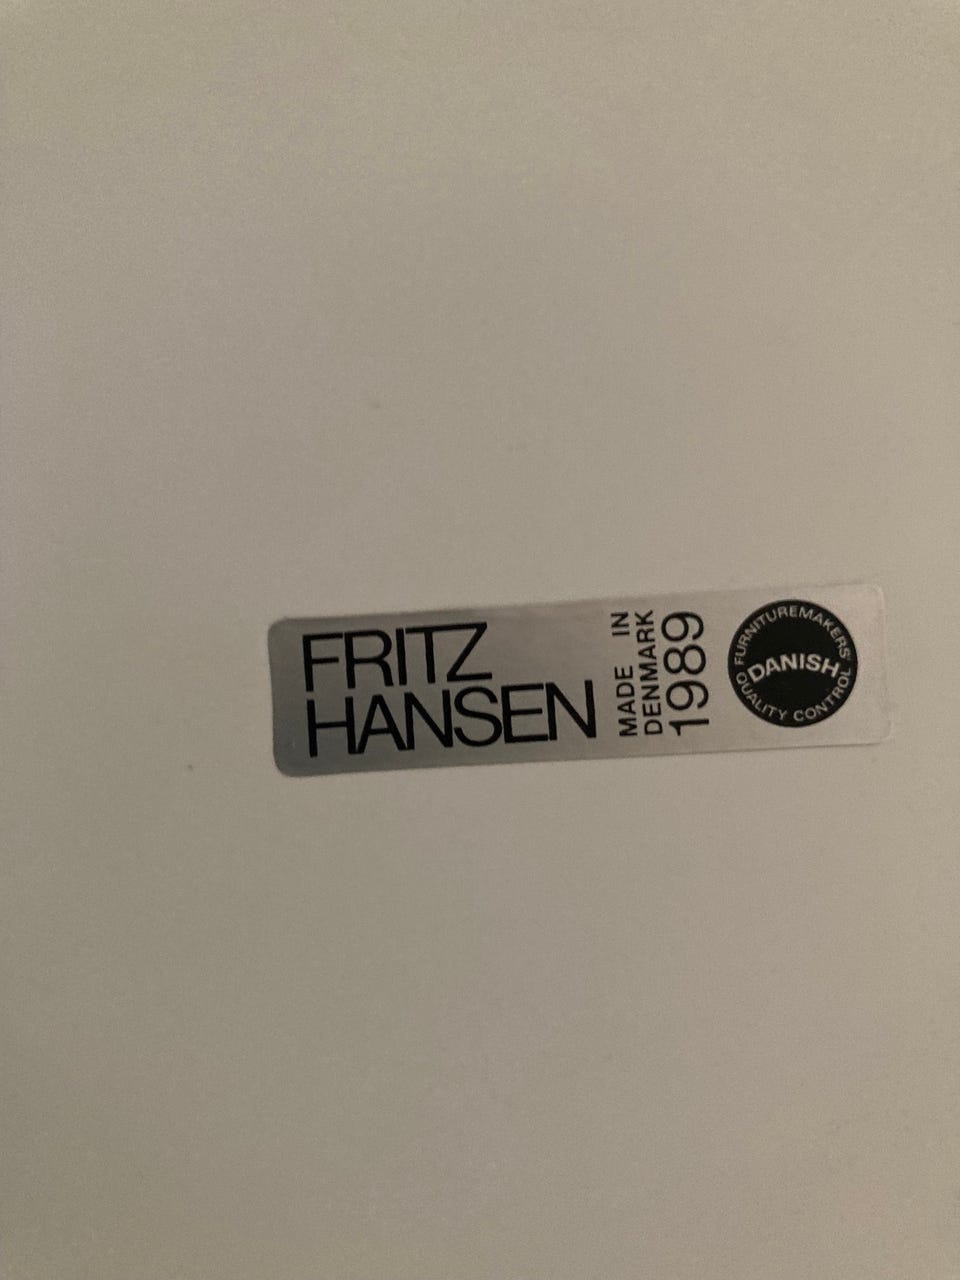 FRITZ
HANSEN
MADE IN
DENMARK
1989
FURNITUREMAKERS'
DANISH
QUALITY CONTROL